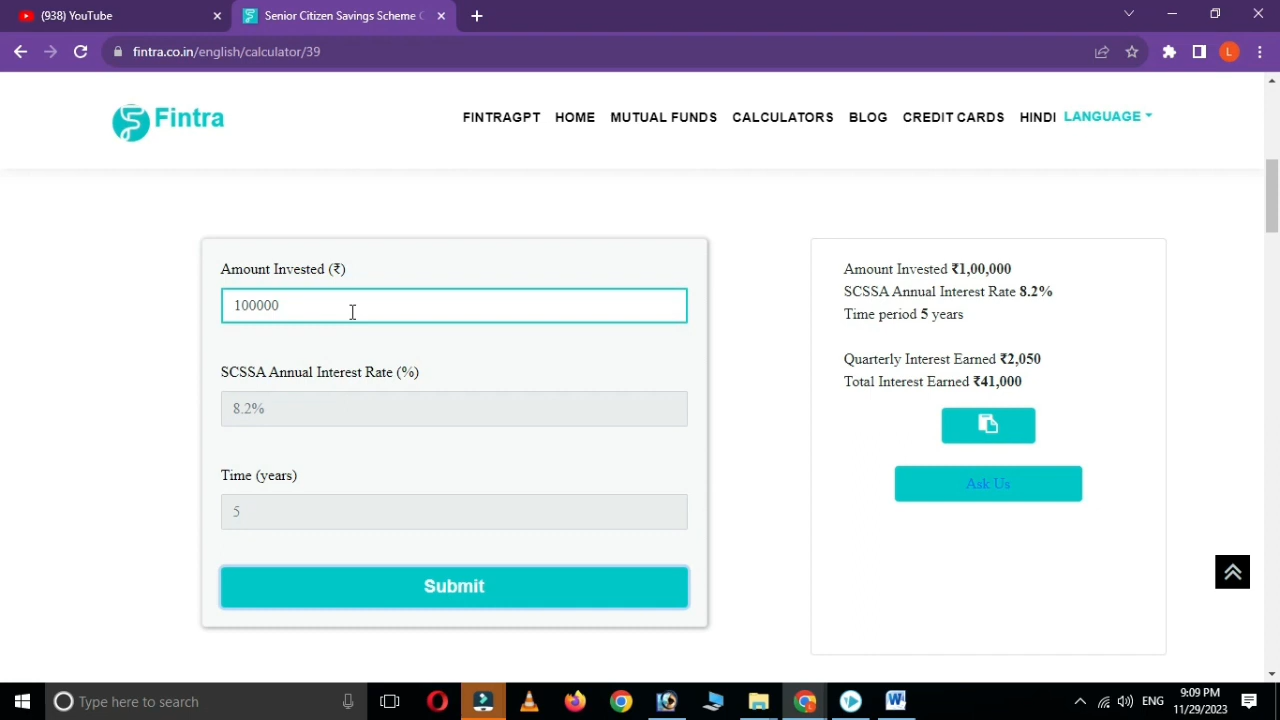 (938) YouTube
Senior Citizen Savings Scheme C
fintra.co.in/english/calculator/39
L
Fintra
FINTRAGPT HOME MUTUAL FUNDS CALCULATORS BLOG CREDIT CARDS HINDI LANGUAGE
Amount Invested (₹)
100000
SCSSA Annual Interest Rate (%)
8.2%
Time (years)
5
Submit
Amount Invested ₹1,00,000
SCSSA Annual Interest Rate 8.2%
Time period 5 years
Quarterly Interest Earned ₹2,050
Total Interest Earned ₹41,000
Ask Us
Type here to search
ENG
9:09 PM
11/29/2023